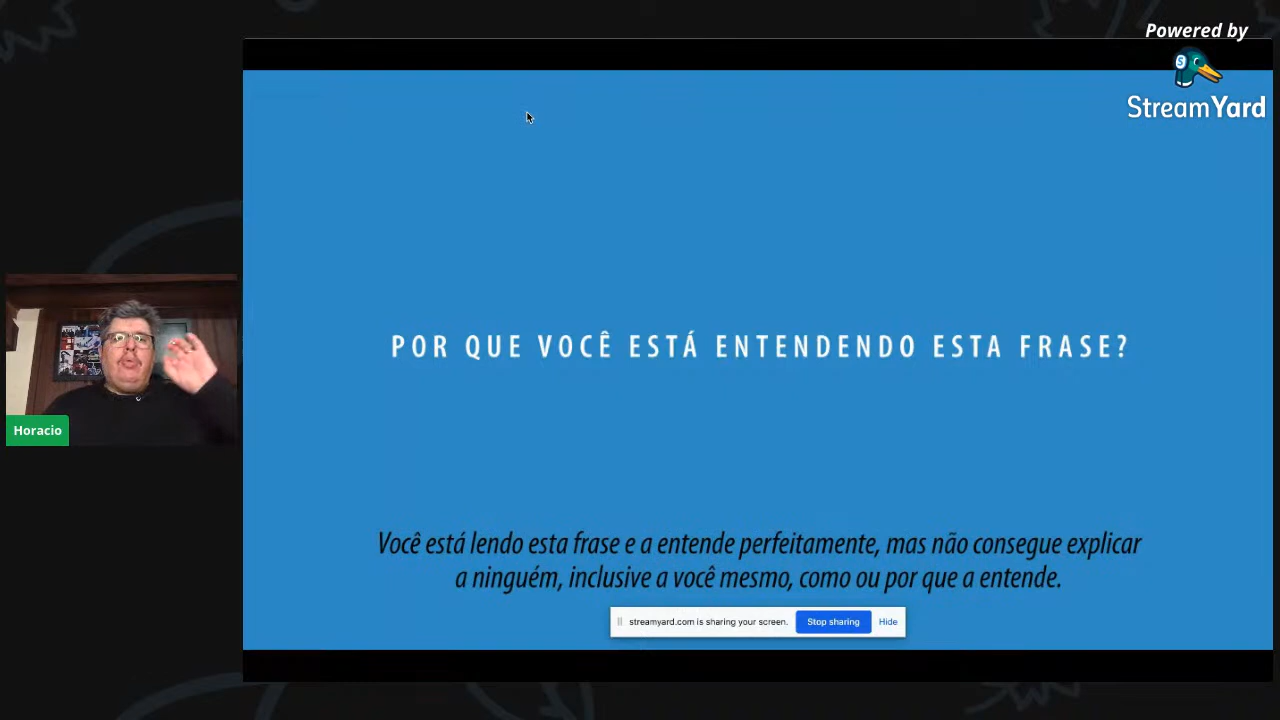 Powered by
StreamYard
POR QUE VOCÊ ESTÁ ENTENDENDO ESTA FRASE?
Horacio
Você está lendo esta frase e a entende perfeitamente, mas não consegue explicar
a ninguém, inclusive a você mesmo, como ou por que a entende.
streamyard.com is sharing your screen. Stop sharing Hide